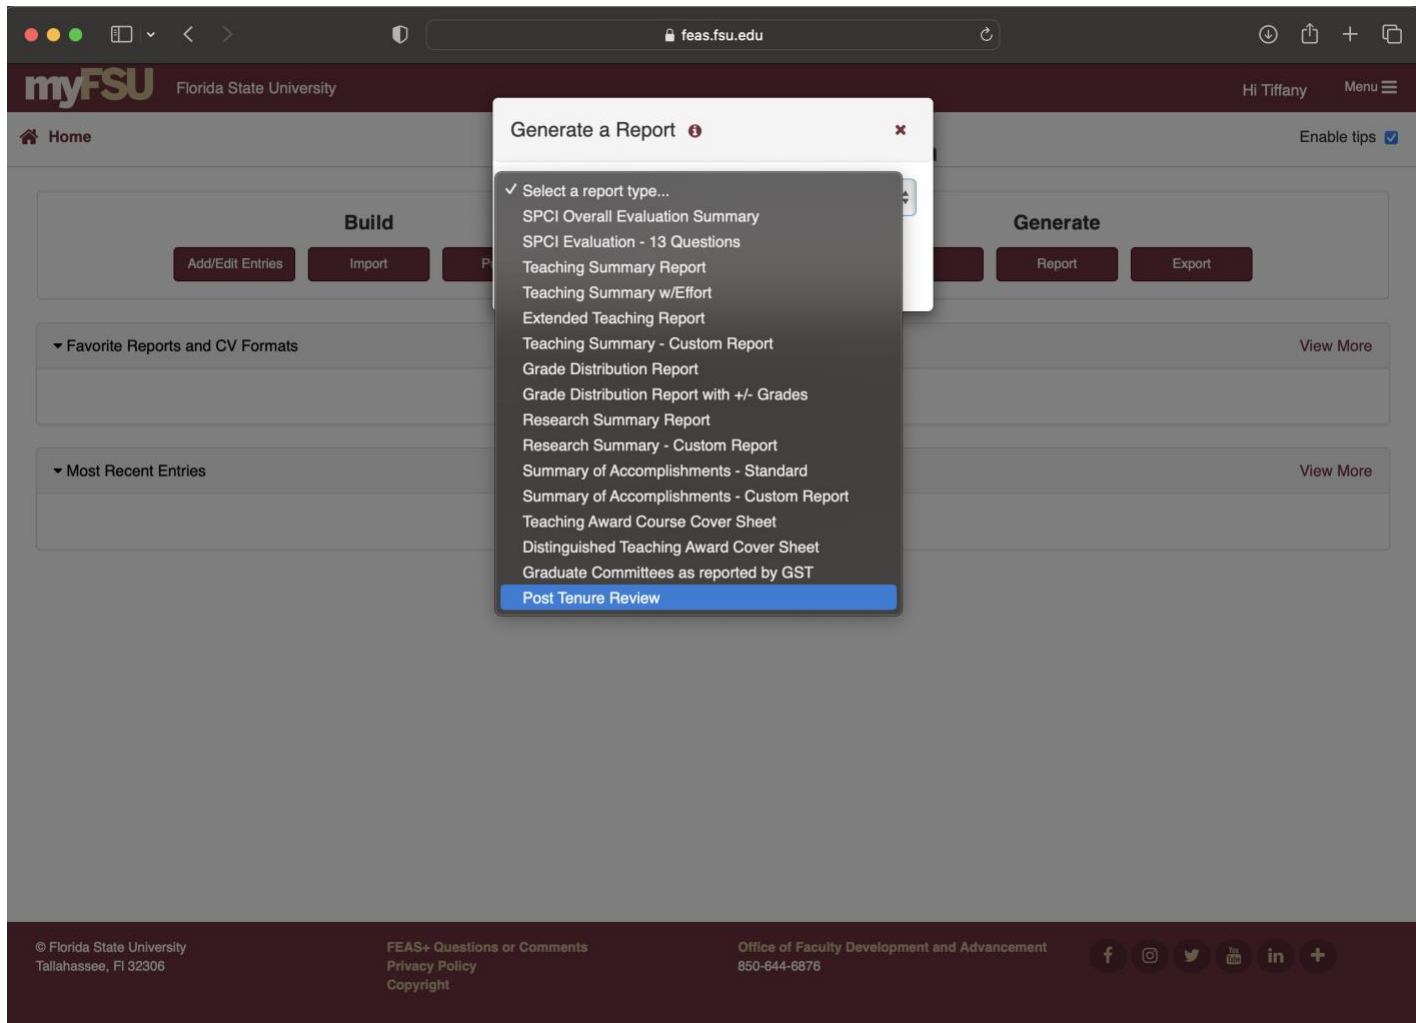 feas.fsu.edu
myFSU Florida State University Hi Tiffany Menu
Home Enable tips
Generate a Report
Build Generate
Add/Edit Entries Import Report Export
✓ Select a report type...
SPCI Overall Evaluation Summary
SPCI Evaluation - 13 Questions
Teaching Summary Report
Teaching Summary w/Effort
Extended Teaching Report
Teaching Summary - Custom Report
Grade Distribution Report
Grade Distribution Report with +/- Grades
Research Summary Report
Research Summary - Custom Report
Summary of Accomplishments - Standard
Summary of Accomplishments - Custom Report
Teaching Award Course Cover Sheet
Distinguished Teaching Award Cover Sheet
Graduate Committees as reported by GST
Post Tenure Review
Favorite Reports and CV Formats View More
Most Recent Entries View More
© Florida State University
Tallahassee, Fl 32306
FEAS+ Questions or Comments
Privacy Policy
Copyright
Office of Faculty Development and Advancement
850-644-6876